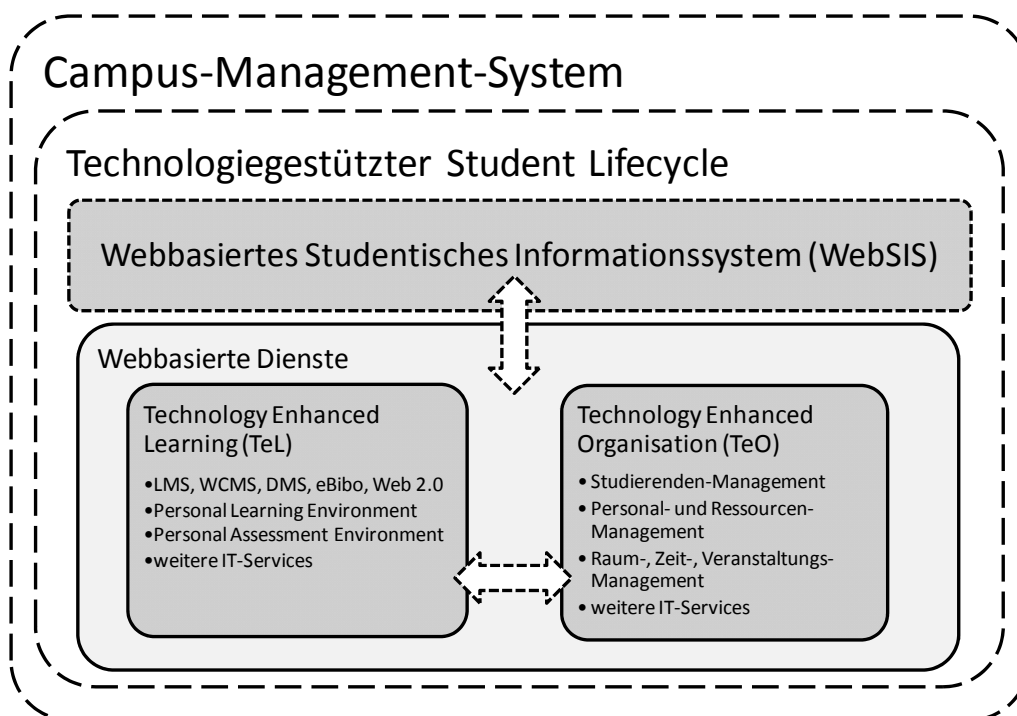 Campus-Management-System
Technologiegestützter Student Lifecycle
Webbasiertes Studentisches Informationssystem (WebSIS)
Webbasierte Dienste
Technology Enhanced
Learning (TeL)
•LMS, WCMS, DMS, eBibo, Web 2.0
•Personal Learning Environment
•Personal Assessment Environment
•weitere IT-Services
Technology Enhanced
Organisation (TeO)
• Studierenden-Management
• Personal- und Ressourcen-
Management
• Raum-, Zeit-, Veranstaltungs-
Management
• weitere IT-Services